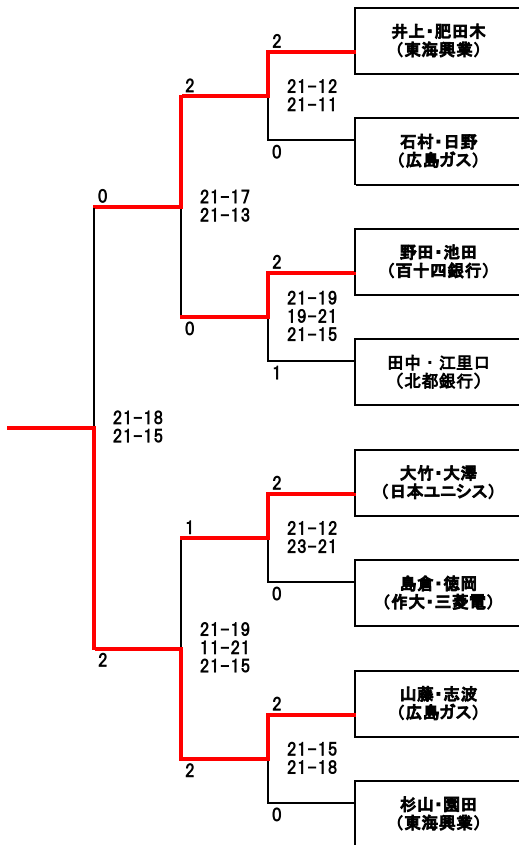 井上・肥田木
（東海興業）
2
21-12
21-11
2
石村・日野
（広島ガス）
0
0
21-17
21-13
野田・池田
（百十四銀行）
2
21-19
19-21
21-15
0
田中・江里口
（北都銀行）
1
21-18
21-15
大竹・大澤
（日本ユニシス）
2
1
21-12
23-21
島倉・徳岡
（作大・三菱電）
0
21-19
11-21
21-15
2
山藤・志波
（広島ガス）
2
21-15
21-18
2
杉山・園田
（東海興業）
0